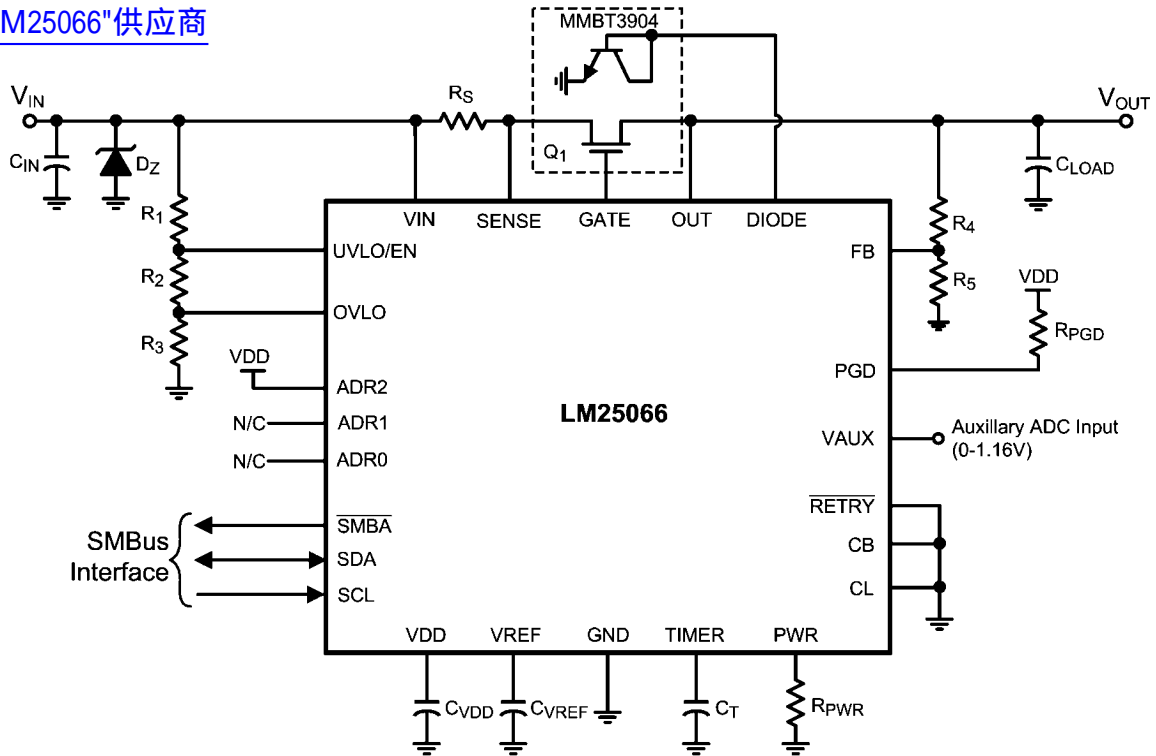 M25066"供应商
MMBT3904
VIN
RS
VOUT
CIN
DZ
Q1
CLOAD
VIN
SENSE
GATE
OUT
DIODE
R1
R4
UVLO/EN
FB
R2
R5
VDD
OVLO
R3
RPGD
VDD
PGD
ADR2
LM25066
N/C
ADR1
VAUX
Auxillary ADC Input
(0-1.16V)
N/C
ADR0
RETRY
SMBA
SMBus
Interface
CB
SDA
CL
SCL
VDD
VREF
GND
TIMER
PWR
CVDD
CVREF
CT
RPWR